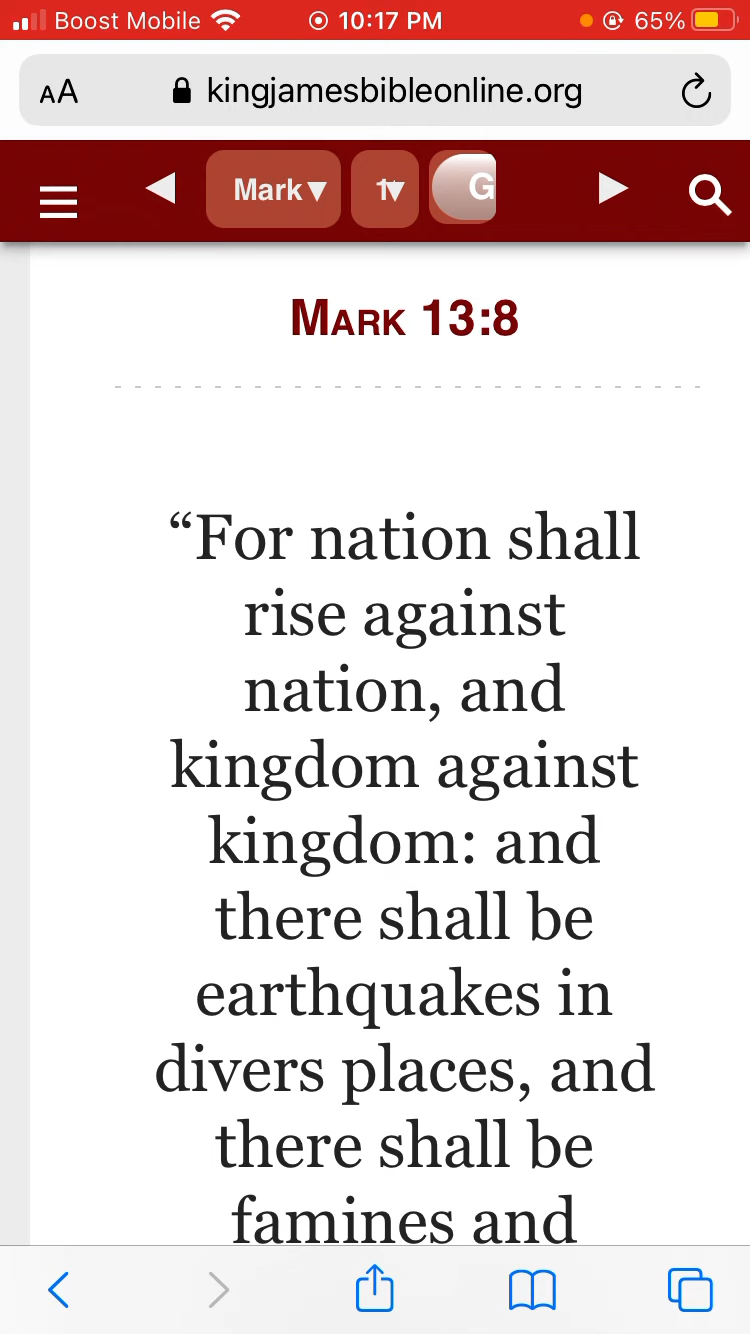 Boost Mobile 10:17 PM 65%
AA kingjamesbibleonline.org
Mark ▼ 1▼ G
MARK 13:8
“For nation shall
rise against
nation, and
kingdom against
kingdom: and
there shall be
earthquakes in
divers places, and
there shall be
famines and